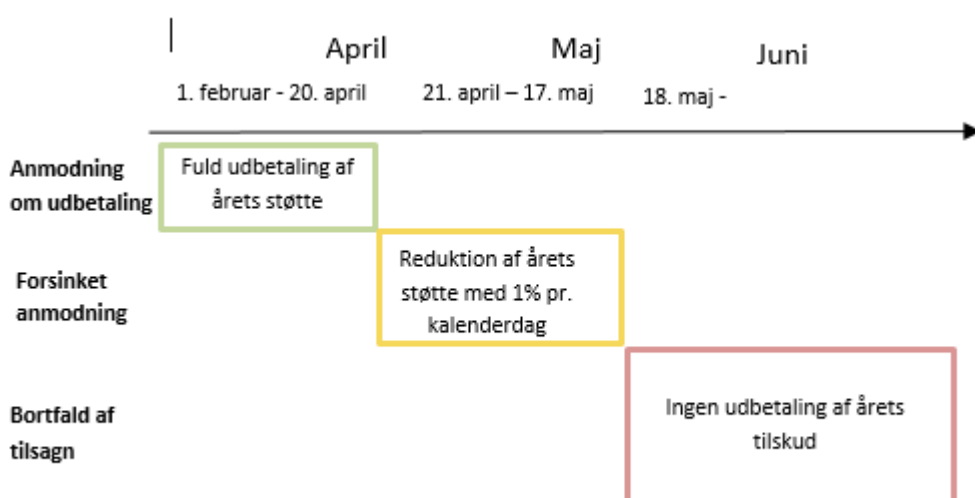 April
Maj
Juni
1. februar - 20. april
21. april – 17. maj
18. maj -
Anmodning
om udbetaling
Fuld udbetaling af
årets støtte
Forsinket
anmodning
Reduktion af årets
støtte med 1% pr.
kalenderdag
Bortfald af
tilsagn
Ingen udbetaling af årets
tilskud